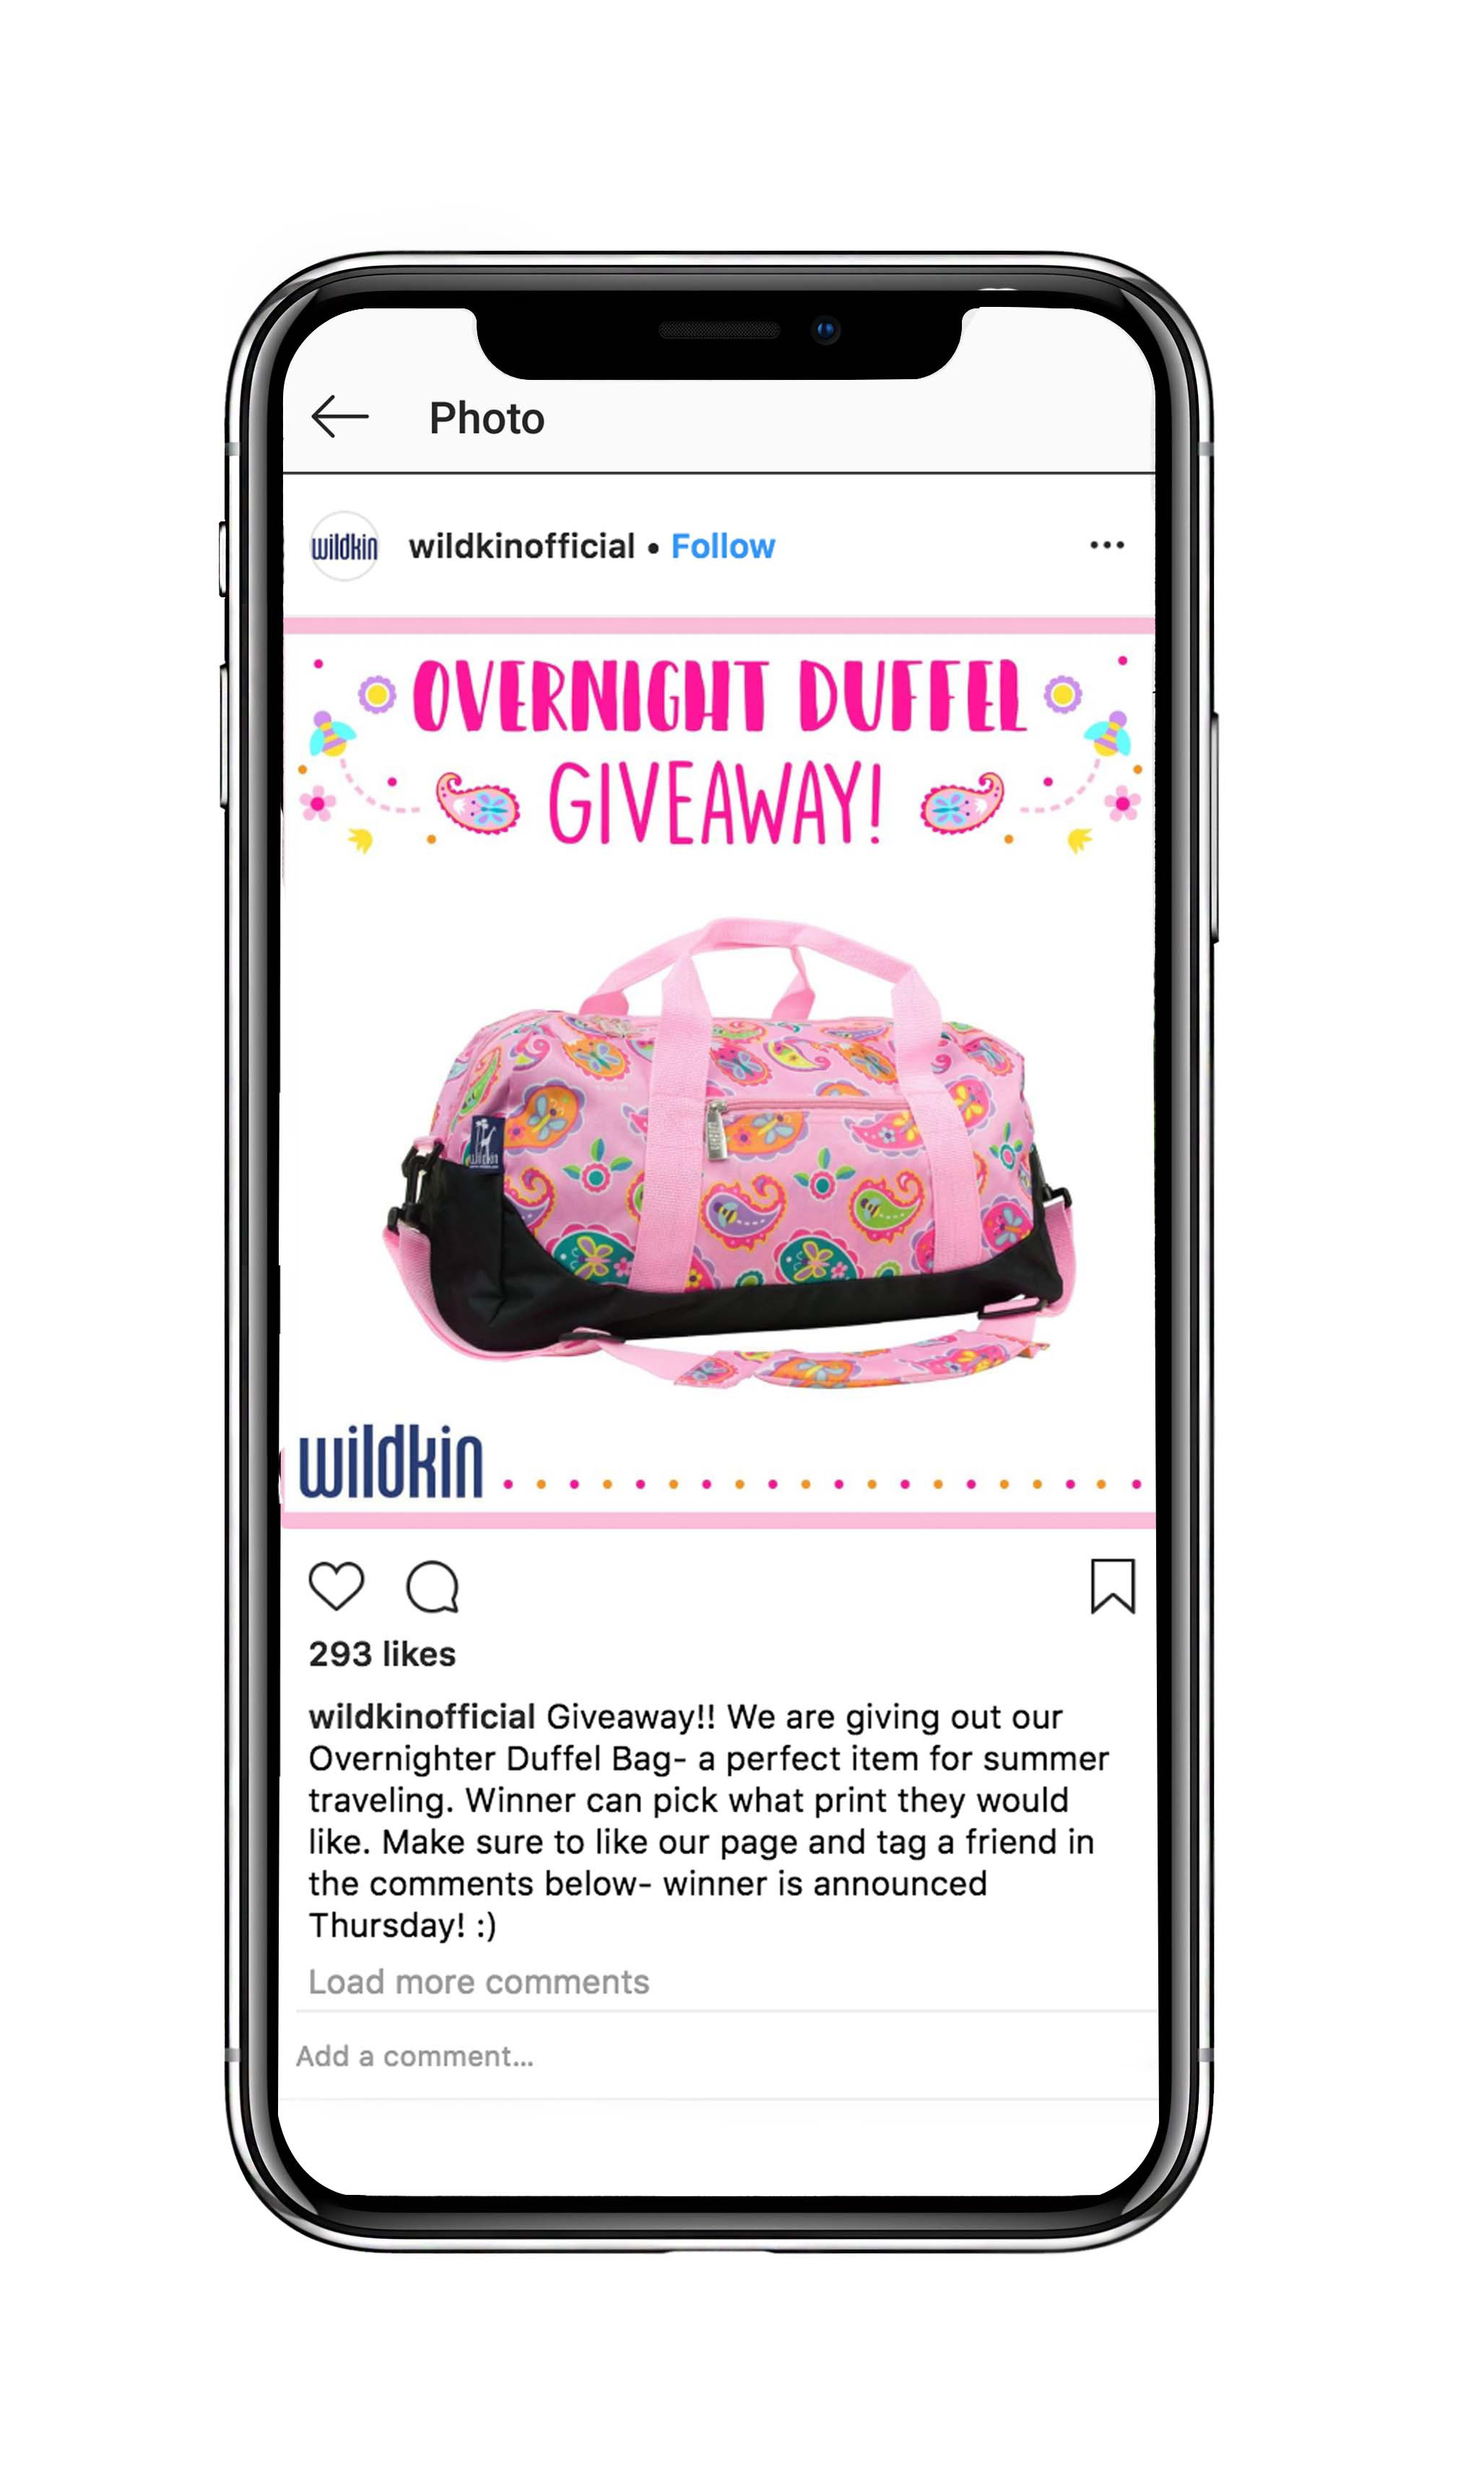 Photo
wildkin
wildkinofficial • Follow
OVERNIGHT DUFFEL
GIVEAWAY!
wildkin
wildkin
293 likes
wildkinofficial Giveaway!! We are giving out our
Overnighter Duffel Bag- a perfect item for summer
traveling. Winner can pick what print they would
like. Make sure to like our page and tag a friend in
the comments below- winner is announced
Thursday! :)
Load more comments
Add a comment...